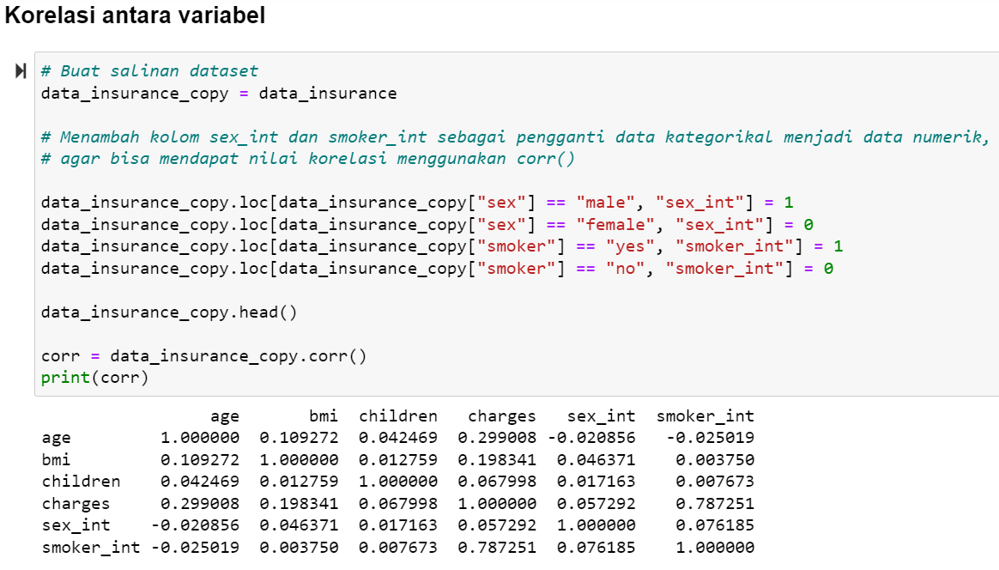 Korelasi antara variabel
# Buat salinan dataset
data_insurance_copy = data_insurance
# Menambah kolom sex_int dan smoker_int sebagai pengganti data kategorikal menjadi data numerik,
# agar bisa mendapat nilai korelasi menggunakan corr()
data_insurance_copy.loc[data_insurance_copy["sex"] == "male", "sex_int"] = 1
data_insurance_copy.loc[data_insurance_copy["sex"] == "female", "sex_int"] = 0
data_insurance_copy.loc[data_insurance_copy["smoker"] == "yes", "smoker_int"] = 1
data_insurance_copy.loc[data_insurance_copy["smoker"] == "no", "smoker_int"] = 0
data_insurance_copy.head()
corr = data_insurance_copy.corr()
print(corr)
age bmi children charges sex_int smoker_int
age 1.000000 0.109272 0.042469 0.299008 -0.020856 -0.025019
bmi 0.109272 1.000000 0.012759 0.198341 0.046371 0.003750
children 0.042469 0.012759 1.000000 0.067998 0.017163 0.007673
charges 0.299008 0.198341 0.067998 1.000000 0.057292 0.787251
sex_int -0.020856 0.046371 0.017163 0.057292 1.000000 0.076185
smoker_int -0.025019 0.003750 0.007673 0.787251 0.076185 1.000000